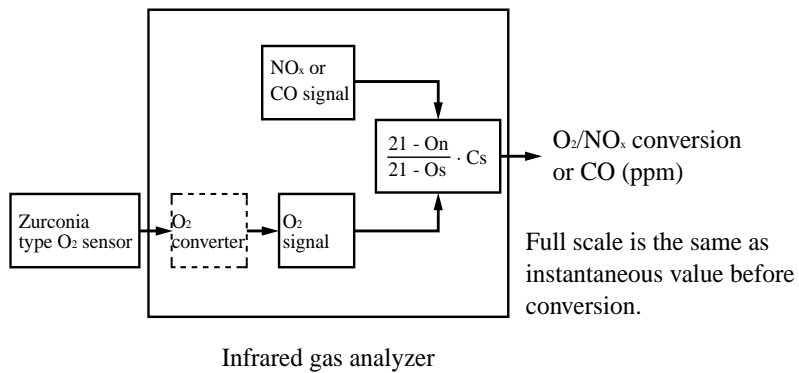 NOx or
CO signal
21 - On
21 - Os
· Cs
O₂/NOx conversion
or CO (ppm)
Zurconia
type O₂ sensor
O₂
converter
O₂
signal
Full scale is the same as
instantaneous value before
conversion.
Infrared gas analyzer